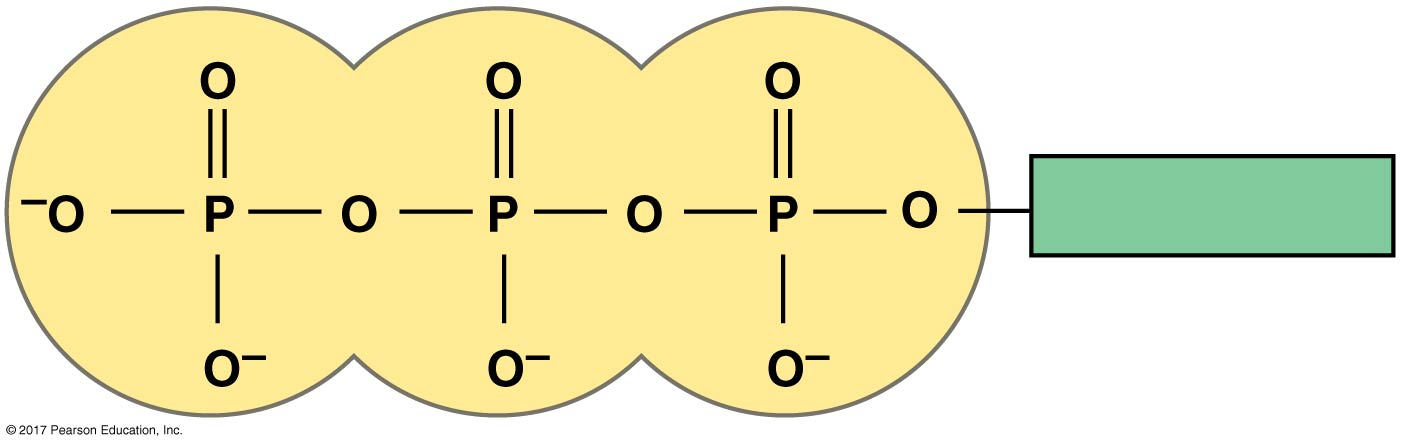 O O O
⁻O P O P O P O
O⁻ O⁻ O⁻
© 2017 Pearson Education, Inc.